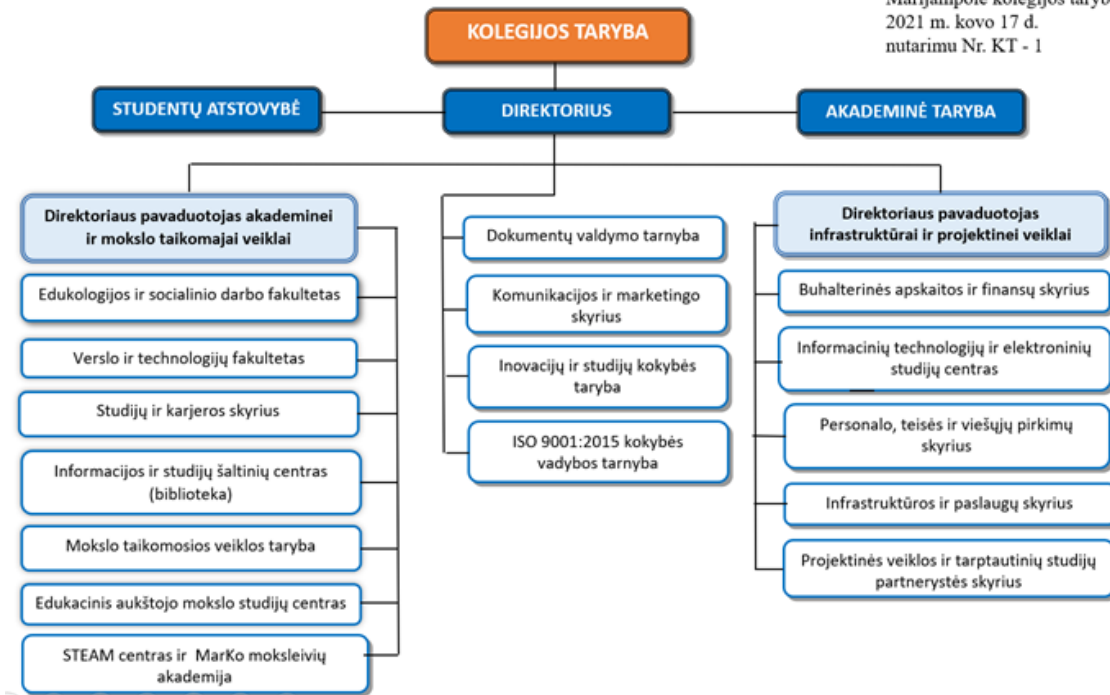 Marijampolė kolegijos taryb
2021 m. kovo 17 d.
nutarimu Nr. KT - 1
KOLEGIJOS TARYBA
STUDENTŲ ATSTOVYBĖ
DIREKTORIUS
AKADEMINĖ TARYBA
Direktoriaus pavaduotojas akademinei
ir mokslo taikomajai veiklai
Edukologijos ir socialinio darbo fakultetas
Verslo ir technologijų fakultetas
Studijų ir karjeros skyrius
Informacijos ir studijų šaltinių centras
(biblioteka)
Mokslo taikomosios veiklos taryba
Edukacinis aukštojo mokslo studijų centras
STEAM centras ir MarKo moksleivių
akademija
Dokumentų valdymo tarnyba
Komunikacijos ir marketingo
skyrius
Inovacijų ir studijų kokybės
taryba
ISO 9001:2015 kokybės
vadybos tarnyba
Direktoriaus pavaduotojas
infrastruktūrai ir projektinei veiklai
Buhalterinės apskaitos ir finansų skyrius
Informacinių technologijų ir elektroninių
studijų centras
Personalo, teisės ir viešųjų pirkimų
skyrius
Infrastruktūros ir paslaugų skyrius
Projektinės veiklos ir tarptautinių studijų
partnerystės skyrius